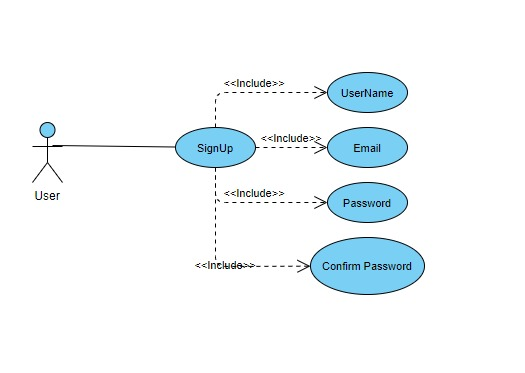 <<Include>>
UserName
User
SignUp
<<Include>>
Email
<<Include>>
Password
<<Include>>
Confirm Password